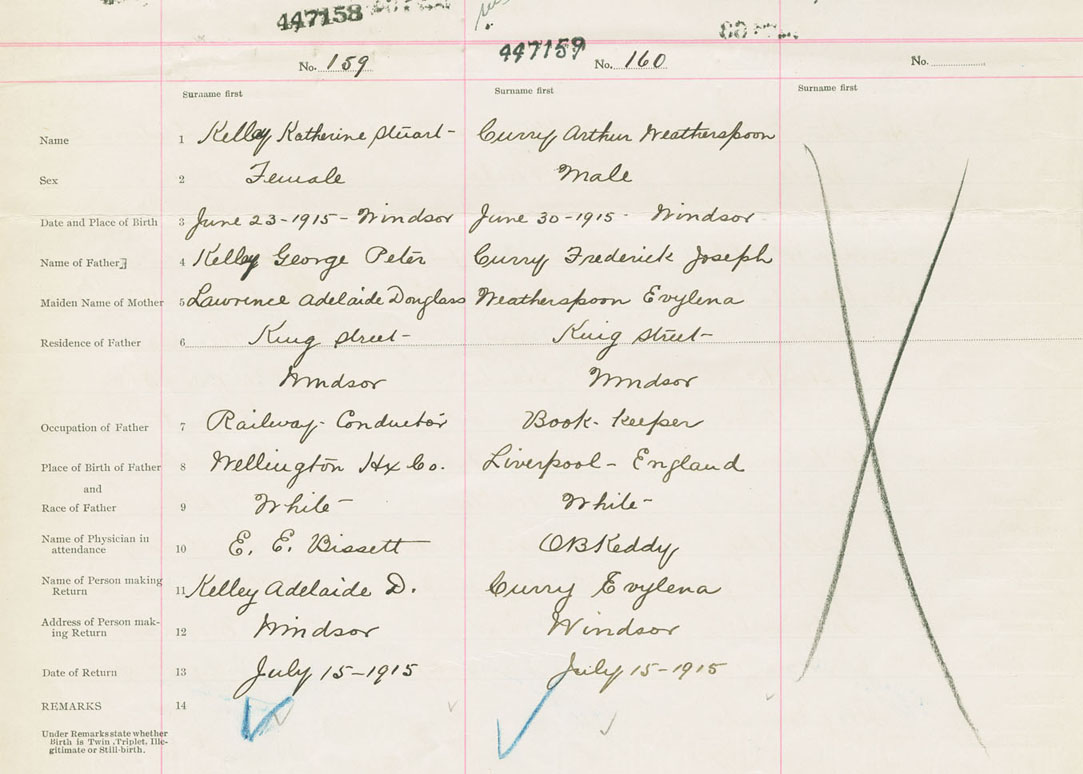 447158
447159
No. 159 No. 160 No.
Surname first Surname first Surname first
Name 1 Kelley Katherine Stuart- Curry Arthur Weatherspoon
Sex 2 Female Male
Date and Place of Birth 3 June 23-1915- Windsor June 30-1915- Windsor
Name of Father 4 Kelley George Peter Curry Frederick Joseph
Maiden Name of Mother 5 Lawrence Adelaide Douglass Weatherspoon Evylena
Residence of Father 6 King Street- King Street-
Windsor Windsor
Occupation of Father 7 Railway- Conductor Book-keeper
Place of Birth of Father 8 Wellington Hx Co. Liverpool- England
and
Race of Father 9 White- White-
Name of Physician in
attendance 10 E. E. Bissett OBKeddy
Name of Person making
Return 11 Kelley Adelaide D. Curry Evylena
Address of Person mak-
ing Return 12 Windsor Windsor
Date of Return 13 July 15-1915 July 15-1915
REMARKS 14
Under Remarks state whether
Birth is Twin, Triplet, Ille-
gitimate or Still-birth.